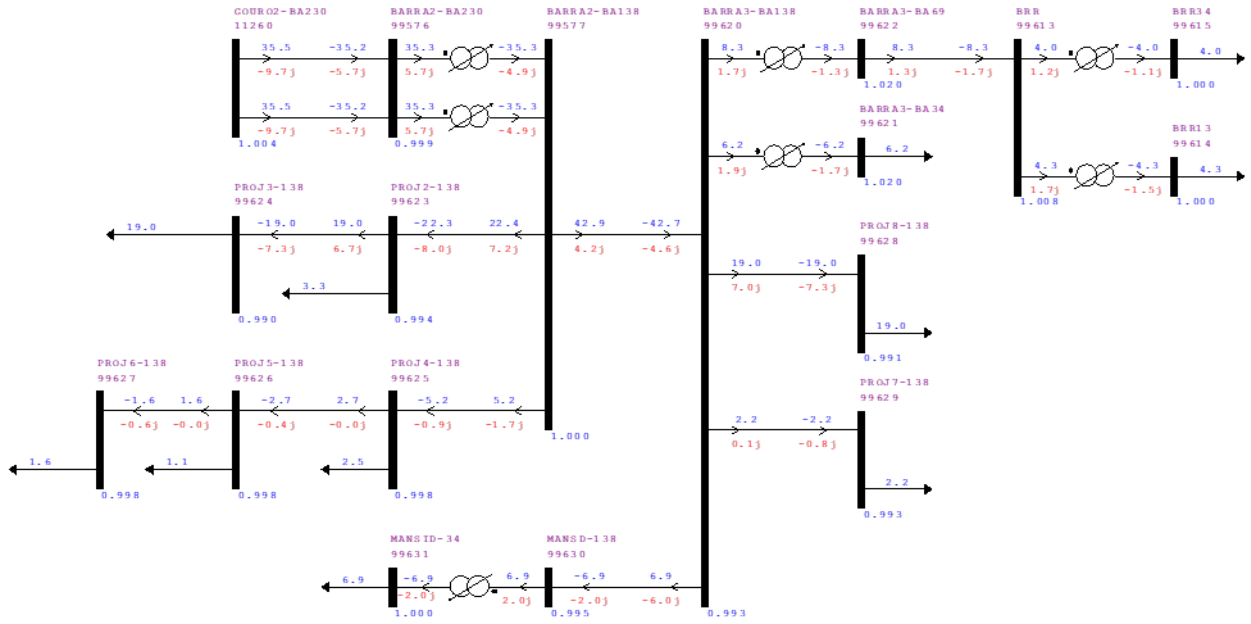 GOURO2-BA230 BARRA2-BA230 BARRA2-BA138 BARRA3-BA138 BARRA3-BA69 BRR BRR34
11260 99576 99577 99620 99622 99613 99615
35.5 -35.2 35.3 -35.3 8.3 -8.3 8.3 -8.3 4.0 -4.0 4.0
-9.7j -5.7j 5.7j -4.9j 1.7j -1.3j 1.3j -1.7j 1.2j -1.1j
1.020 1.000
35.5 -35.2 35.3 -35.3 BARRA3-BA34
99621
-9.7j -5.7j 5.7j -4.9j BRR13
1.004 0.999 99614
6.2 -6.2 6.2
1.9j -1.7j 4.3 -4.3 4.3
1.020 1.7j -1.5j
PROJ3-138 PROJ2-138 1.008 1.000
99624 99623
19.0 -19.0 19.0 -22.3 22.4 42.9 -42.7 PROJ8-138
99628
-7.3j 6.7j -8.0j 7.2j 4.2j -4.6j
19.0 -19.0
3.3 7.0j -7.3j
0.990 0.994 19.0
0.991
PROJ6-138 PROJ5-138 PROJ4-138
99627 99626 99625 PROJ7-138
99629
-1.6 1.6 -2.7 2.7 -5.2 5.2
-0.6j -0.0j -0.4j -0.0j -0.9j -1.7j 2.2 -2.2
1.000 0.1j -0.8j
1.6 1.1 2.5
0.998 0.998 0.998 2.2
0.993
MANSID-34 MANSD-138
99631 99630
6.9 -6.9 6.9 -6.9 6.9
-2.0j 2.0j -2.0j -6.0j
1.000 0.995 0.993